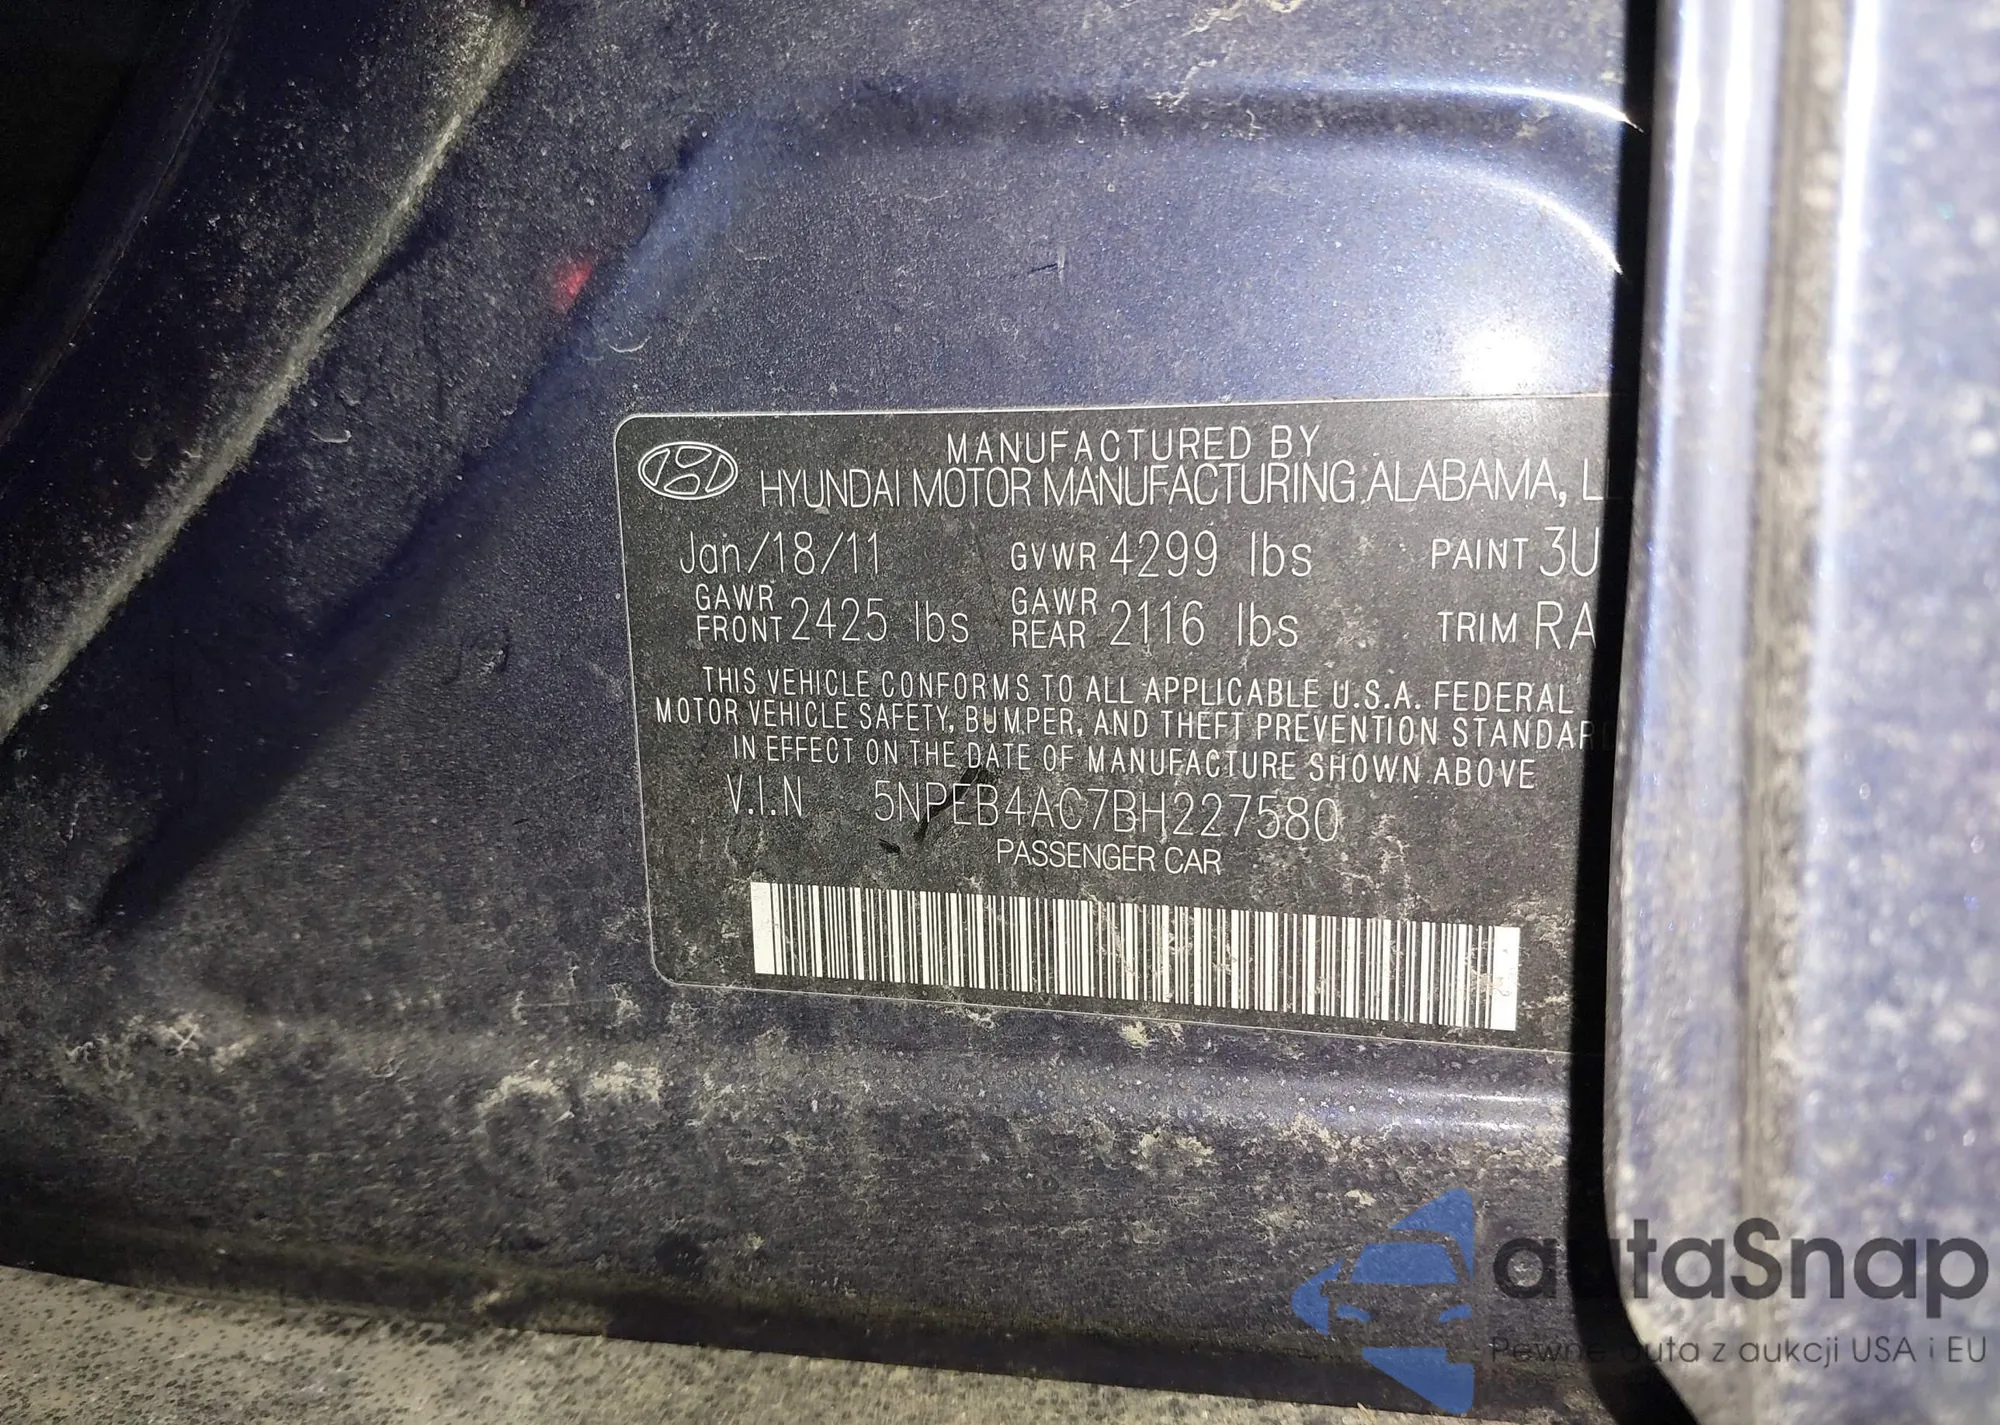 MANUFACTURED BY
HYUNDAI MOTOR MANUFACTURING ALABAMA, L
Jan/18/11 GVWR 4299 lbs PAINT 3U
GAWR FRONT 2425 lbs GAWR REAR 2116 lbs TRIM RA
THIS VEHICLE CONFORMS TO ALL APPLICABLE U.S.A. FEDERAL
MOTOR VEHICLE SAFETY, BUMPER, AND THEFT PREVENTION STANDAR
IN EFFECT ON THE DATE OF MANUFACTURE SHOWN ABOVE
V.I.N 5NPEB4AC7BH227580
PASSENGER CAR
autaSnap
Pewne auta z aukcji USA i EU